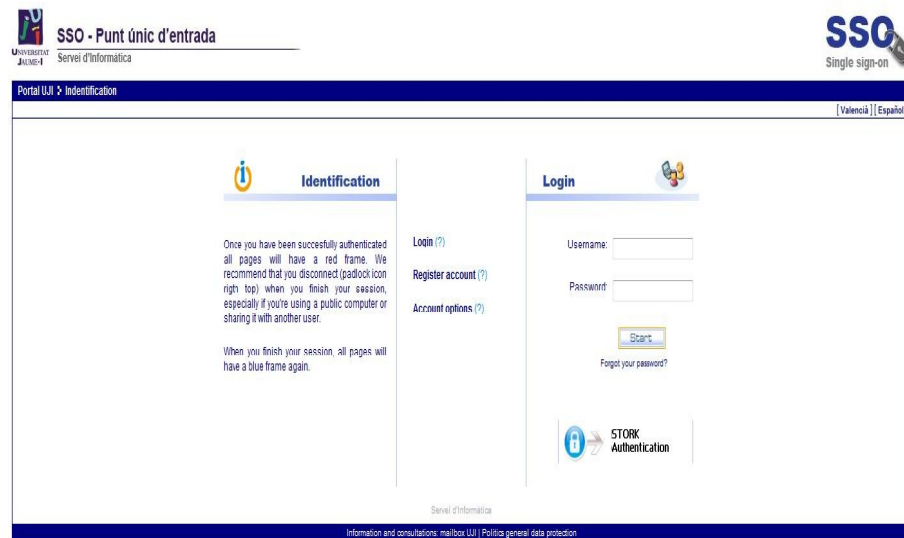 SSO - Punt únic d'entrada
UNIVERSITAT
JAUME·I
Servei d'Informàtica
SSO
Single sign-on
Portal UJI > Indentification
[ Valencià ] [ Español
Identification
Once you have been succesfully authenticated
all pages will have a red frame. We
recommend that you disconnect (padlock icon
rigth top) when you finish your session,
especially if you're using a public computer or
sharing it with another user.
When you finish your session, all pages will
have a blue frame again.
Login (?)
Register account (?)
Account options (?)
Login
Username:
Password:
Start
Forgot your password?
STORK
Authentication
Servei d'Informàtica
Information and consultations: mailbox UJI | Politics general data protection